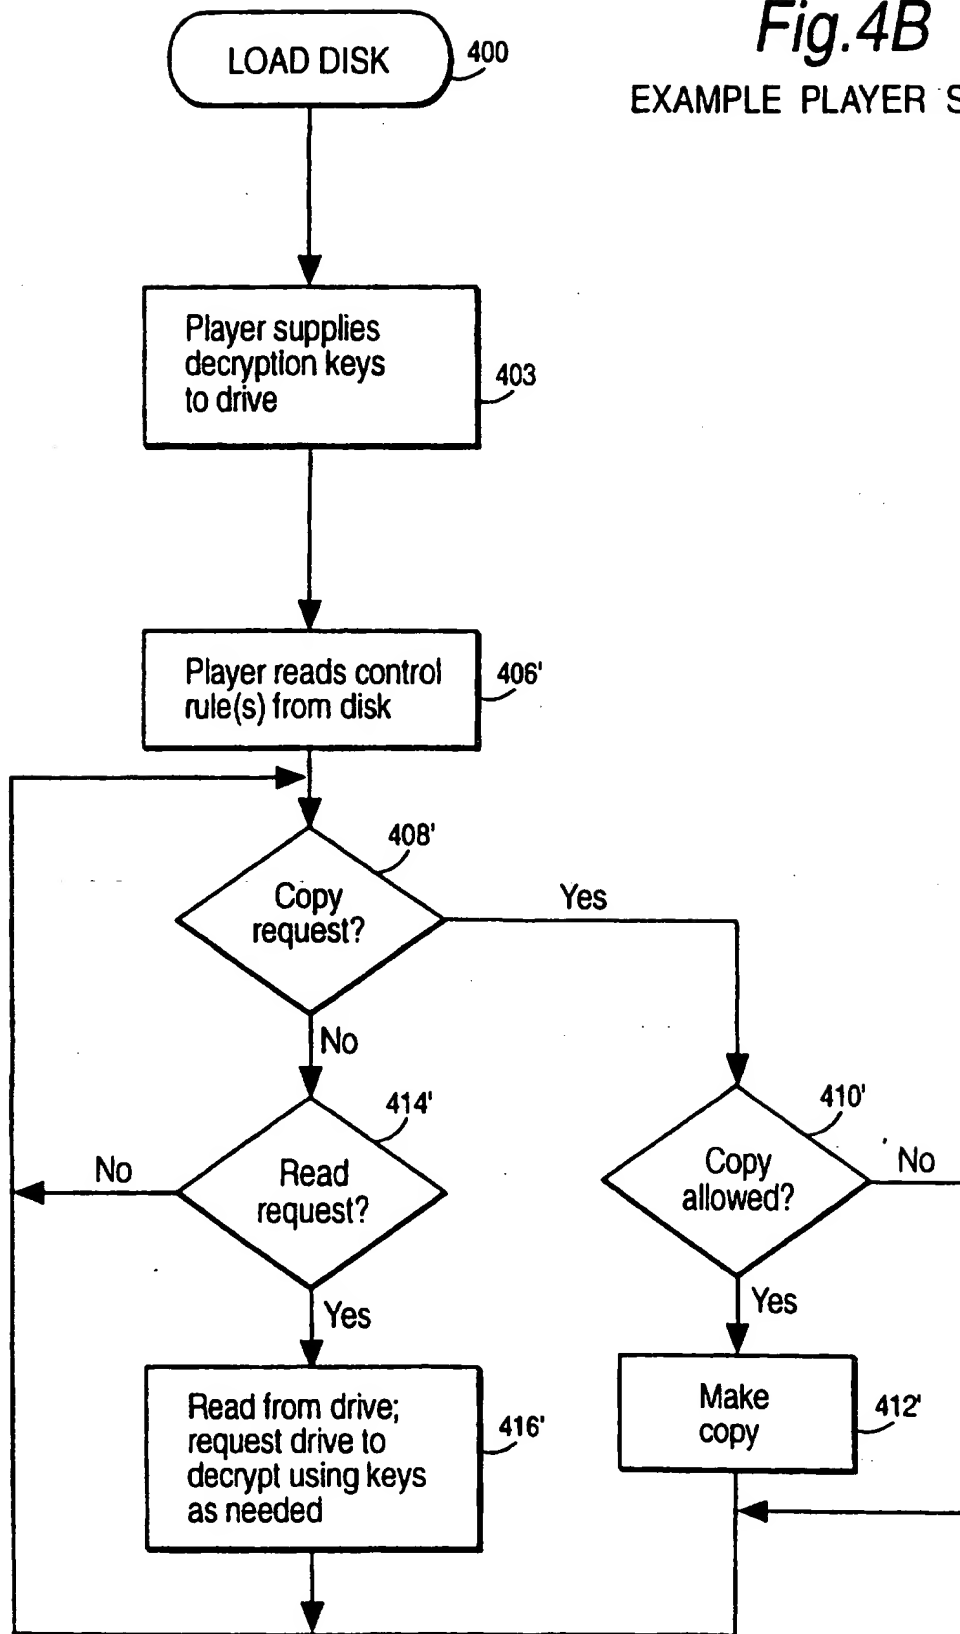 Fig.4B
EXAMPLE PLAYER S
LOAD DISK
400
Player supplies
decryption keys
to drive
403
Player reads control
rule(s) from disk
406'
408'
Copy
request?
Yes
No
414'
Read
request?
No
Yes
410'
Copy
allowed?
No
Yes
Read from drive;
request drive to
decrypt using keys
as needed
416'
Make
copy
412'